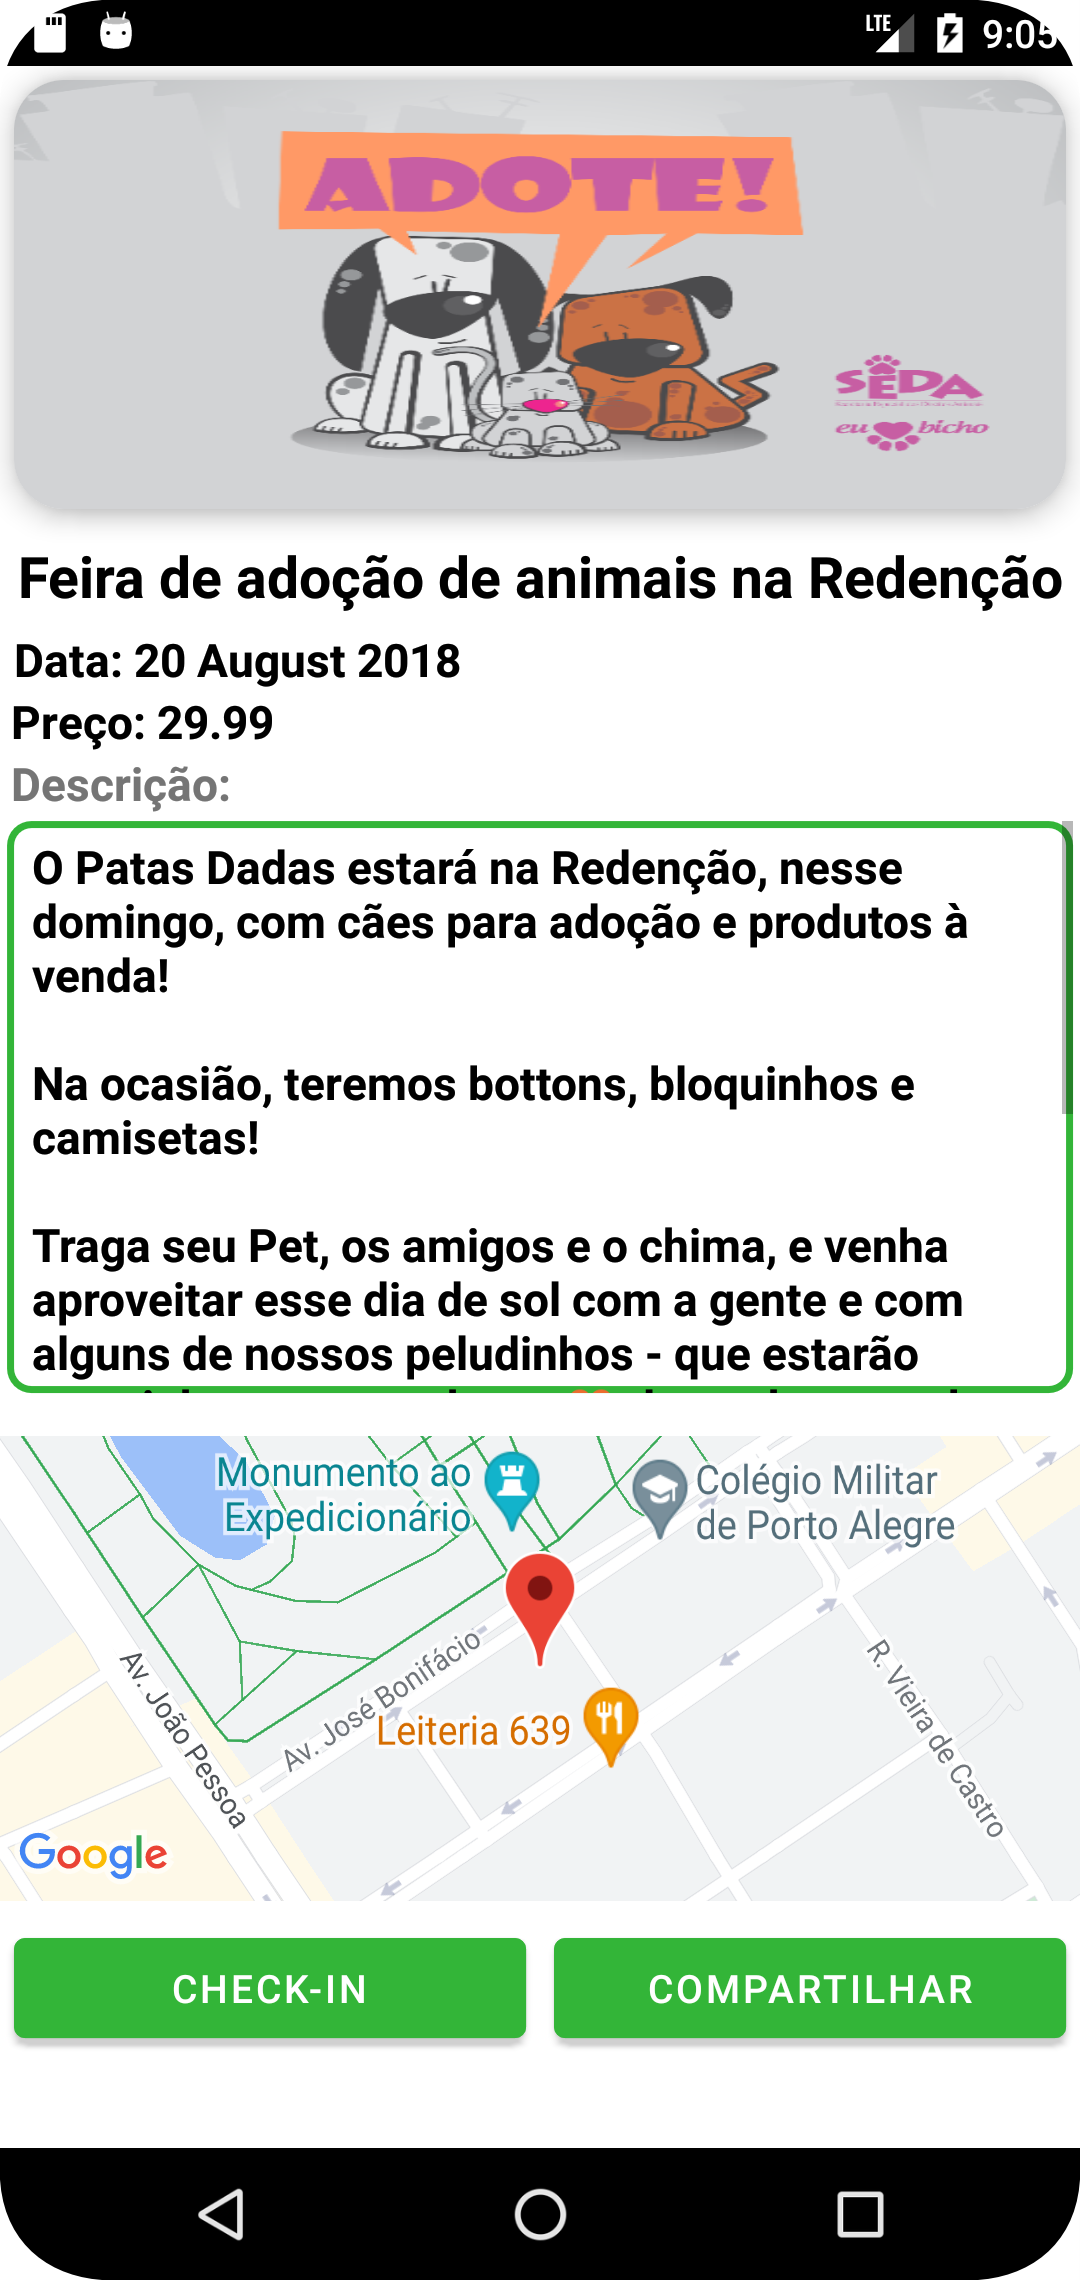 LTE
9:05
ADOTE!
SEDA
eu bicho
Feira de adoção de animais na Redenção
Data: 20 August 2018
Preço: 29.99
Descrição:
O Patas Dadas estará na Redenção, nesse
domingo, com cães para adoção e produtos à
venda!
Na ocasião, teremos bottons, bloquinhos e
camisetas!
Traga seu Pet, os amigos e o chima, e venha
aproveitar esse dia de sol com a gente e com
alguns de nossos peludinhos - que estarão
Monumento ao
Expedicionário
Colégio Militar
de Porto Alegre
Av. João Pessoa
Av. José Bonifácio
R. Vieira de Castro
Leiteria 639
Google
CHECK-IN
COMPARTILHAR